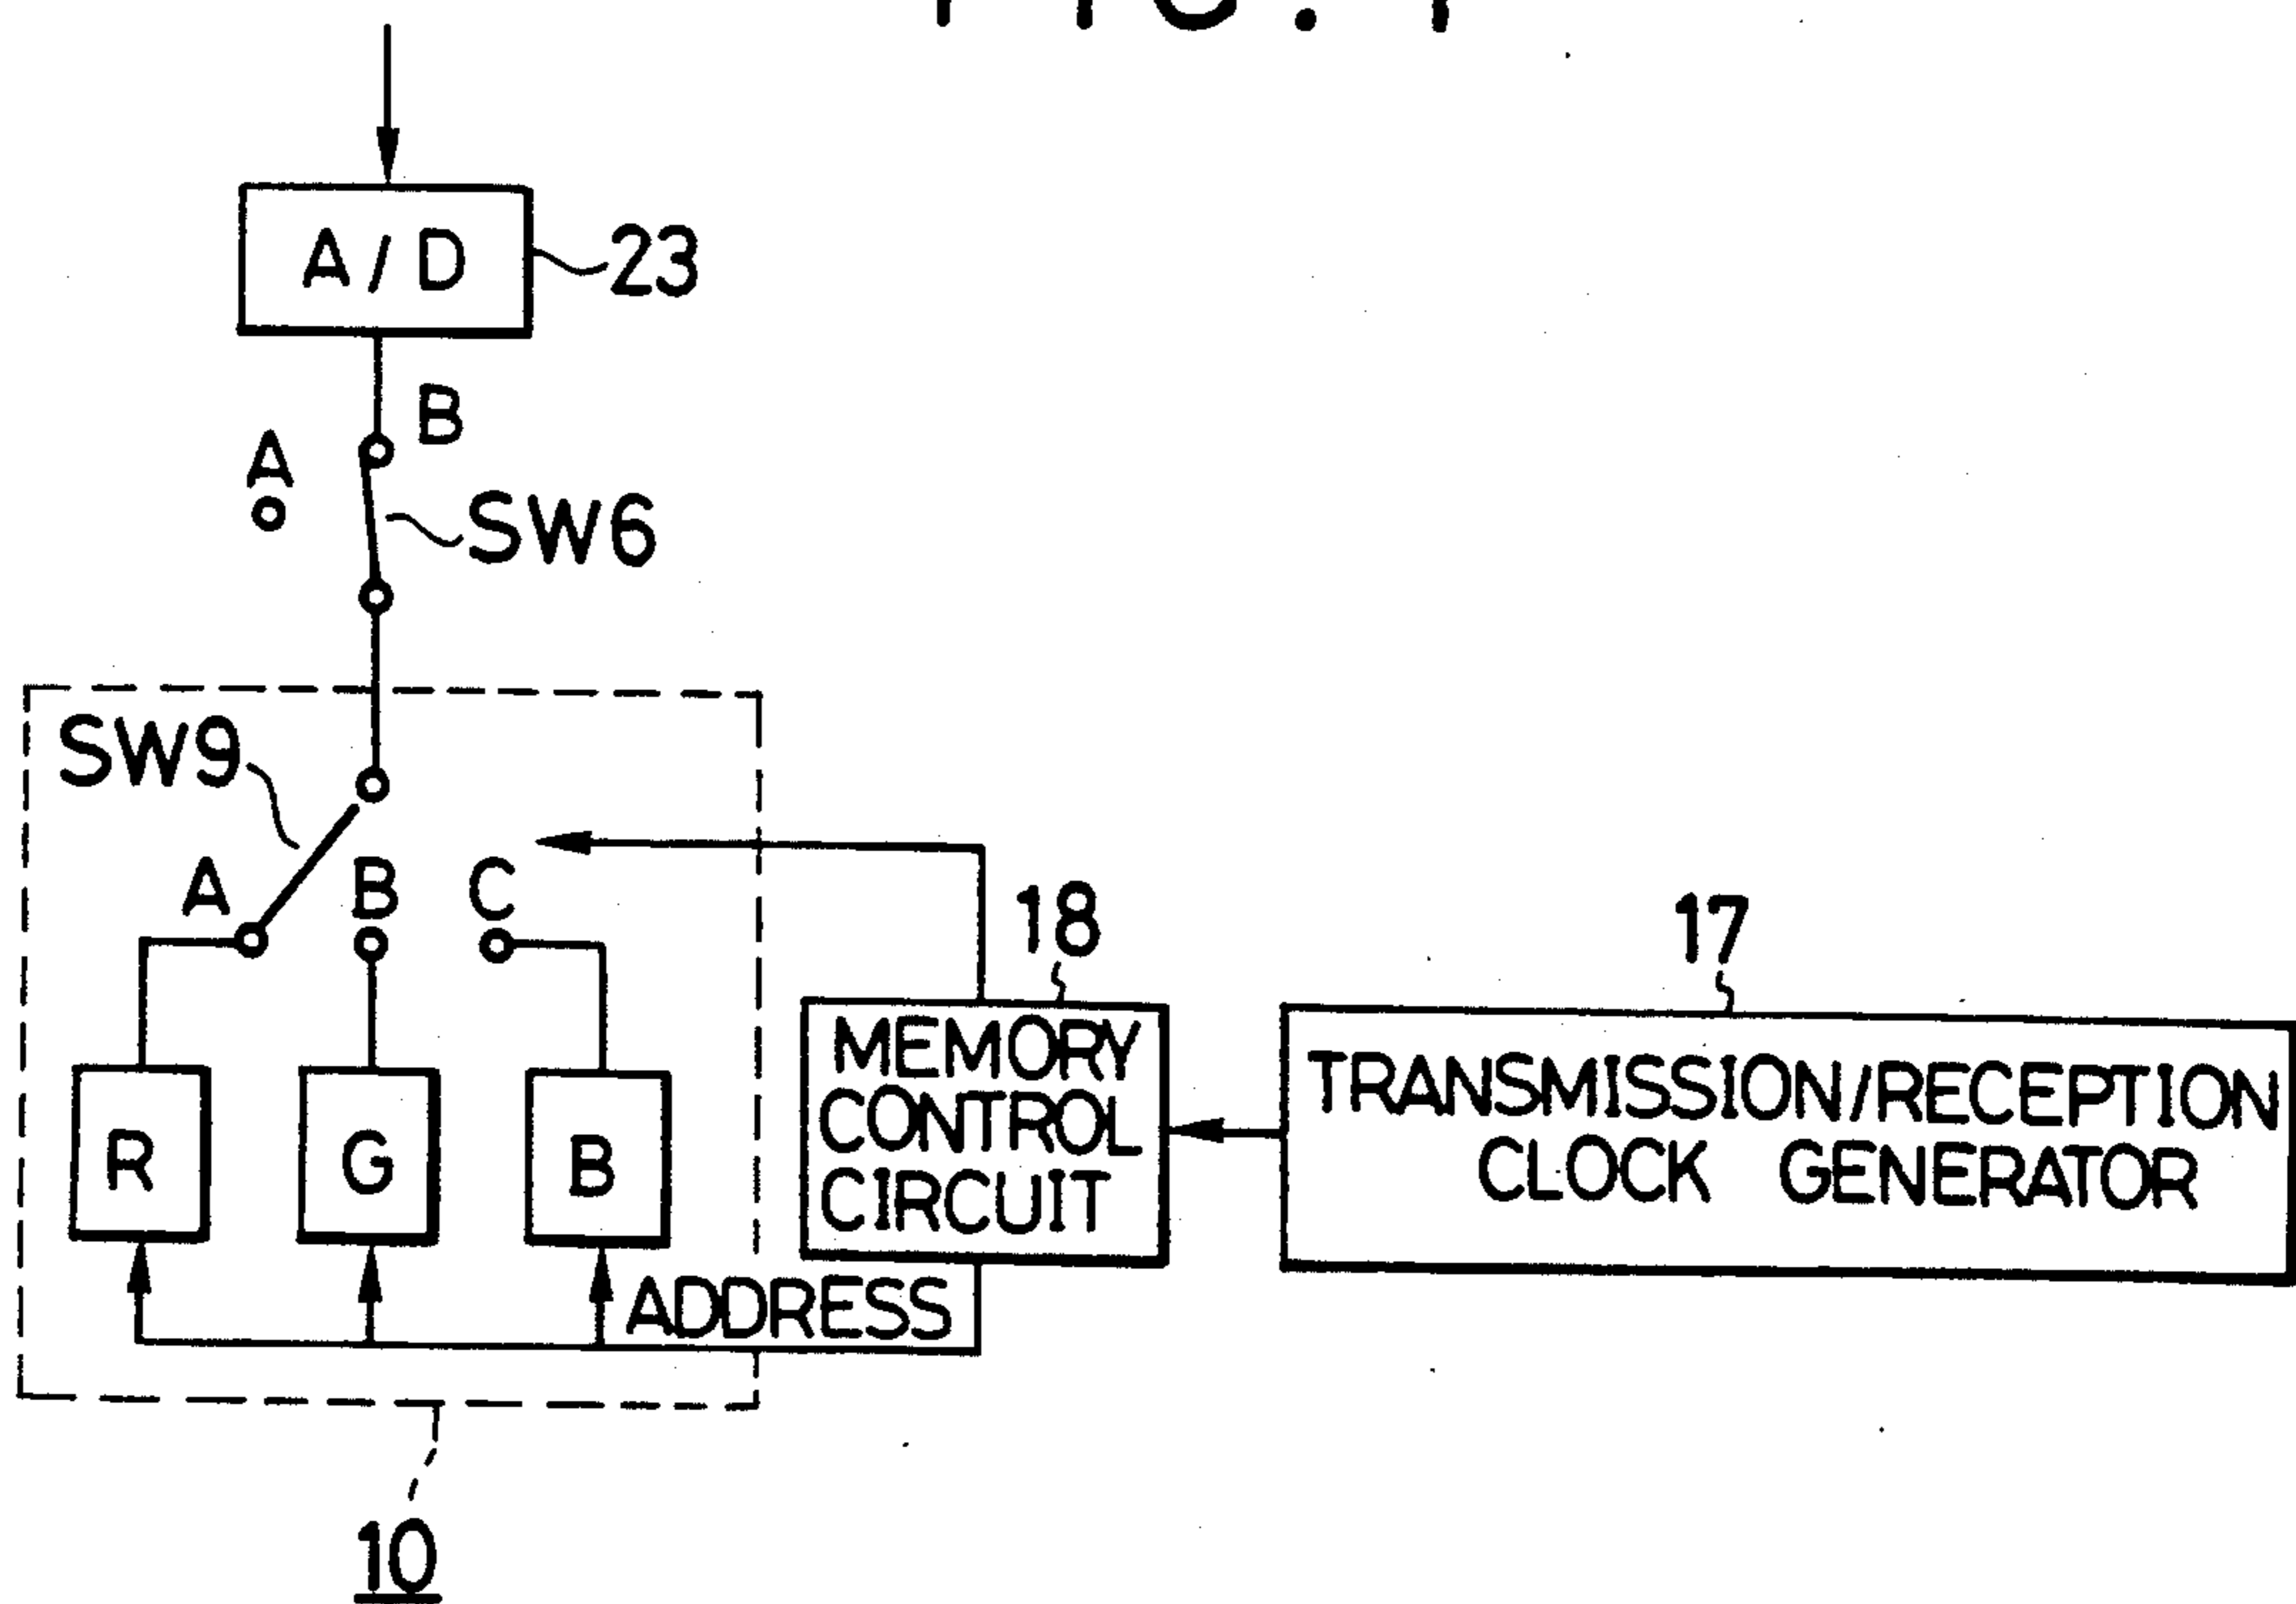 A/D
23
B
A
SW6
SW9
A
B
C
18
17
MEMORY
CONTROL
CIRCUIT
TRANSMISSION/RECEPTION
CLOCK GENERATOR
R
G
B
ADDRESS
10